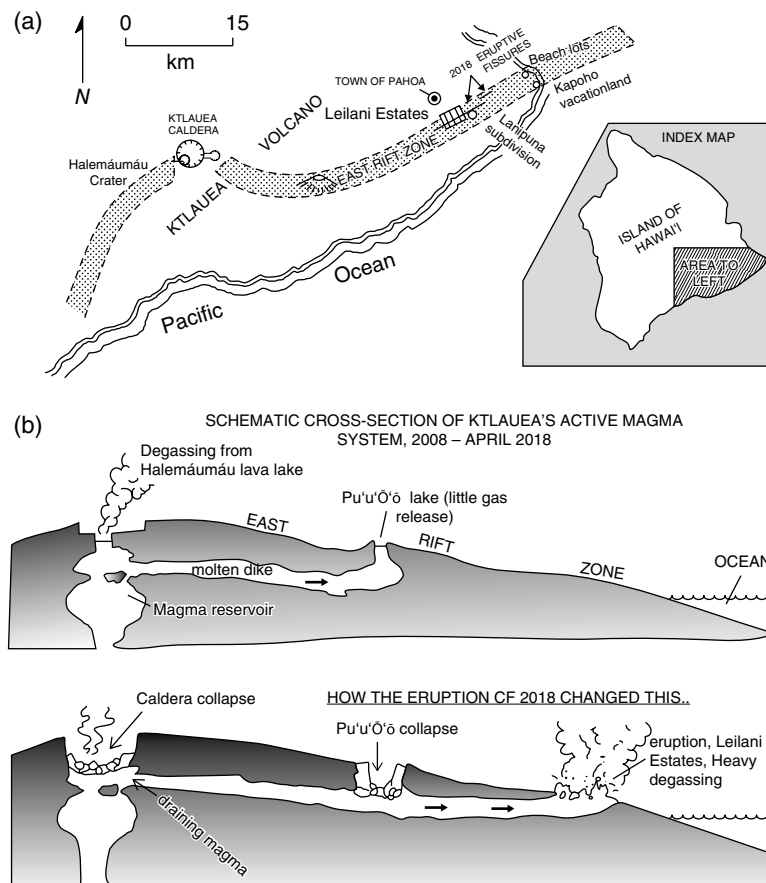 (a)
0 15
km
N
2018 ERUPTIVE
FISSURES
Beach lots
TOWN OF PAHOA
Kapoho
vacationland
KTLAUEA
CALDERA
VOLCANO
Leilani Estates
Lanipuna
subdivision
Halemáumáu
Crater
EAST RIFT ZONE
KTLAUEA
INDEX MAP
ISLAND OF
HAWAI'I
AREA TO
LEFT
Pacific Ocean
(b)
SCHEMATIC CROSS-SECTION OF KTLAUEA'S ACTIVE MAGMA
SYSTEM, 2008 – APRIL 2018
Degassing from
Halemáumáu lava lake
Pu'u'Ō'ō lake (little gas
release)
EAST RIFT ZONE
OCEAN
molten dike
Magma reservoir
HOW THE ERUPTION CF 2018 CHANGED THIS..
Caldera collapse
Pu'u'Ō'ō collapse
eruption, Leilani
Estates, Heavy
degassing
draining magma